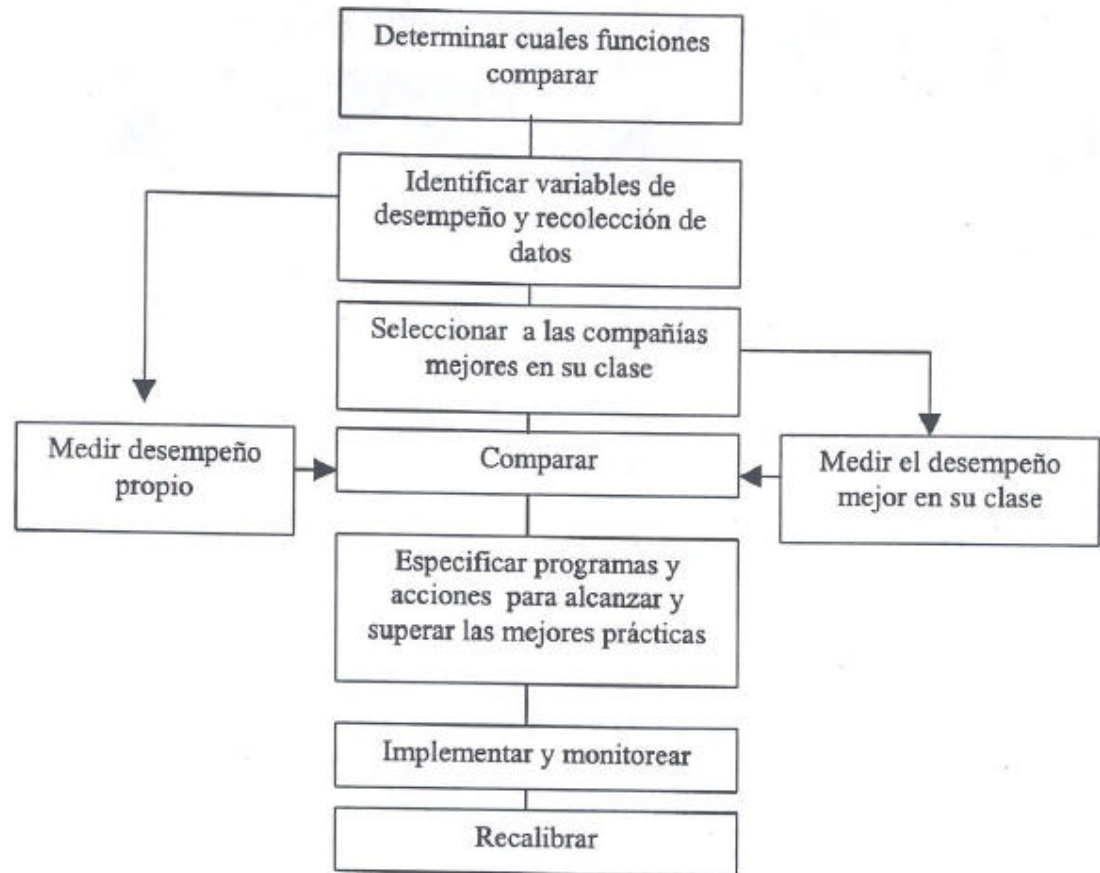 Determinar cuales funciones
comparar
Identificar variables de
desempeño y recolección de
datos
Seleccionar a las compañías
mejores en su clase
Medir desempeño
propio
Comparar
Medir el desempeño
mejor en su clase
Especificar programas y
acciones para alcanzar y
superar las mejores prácticas
Implementar y monitorear
Recalibrar